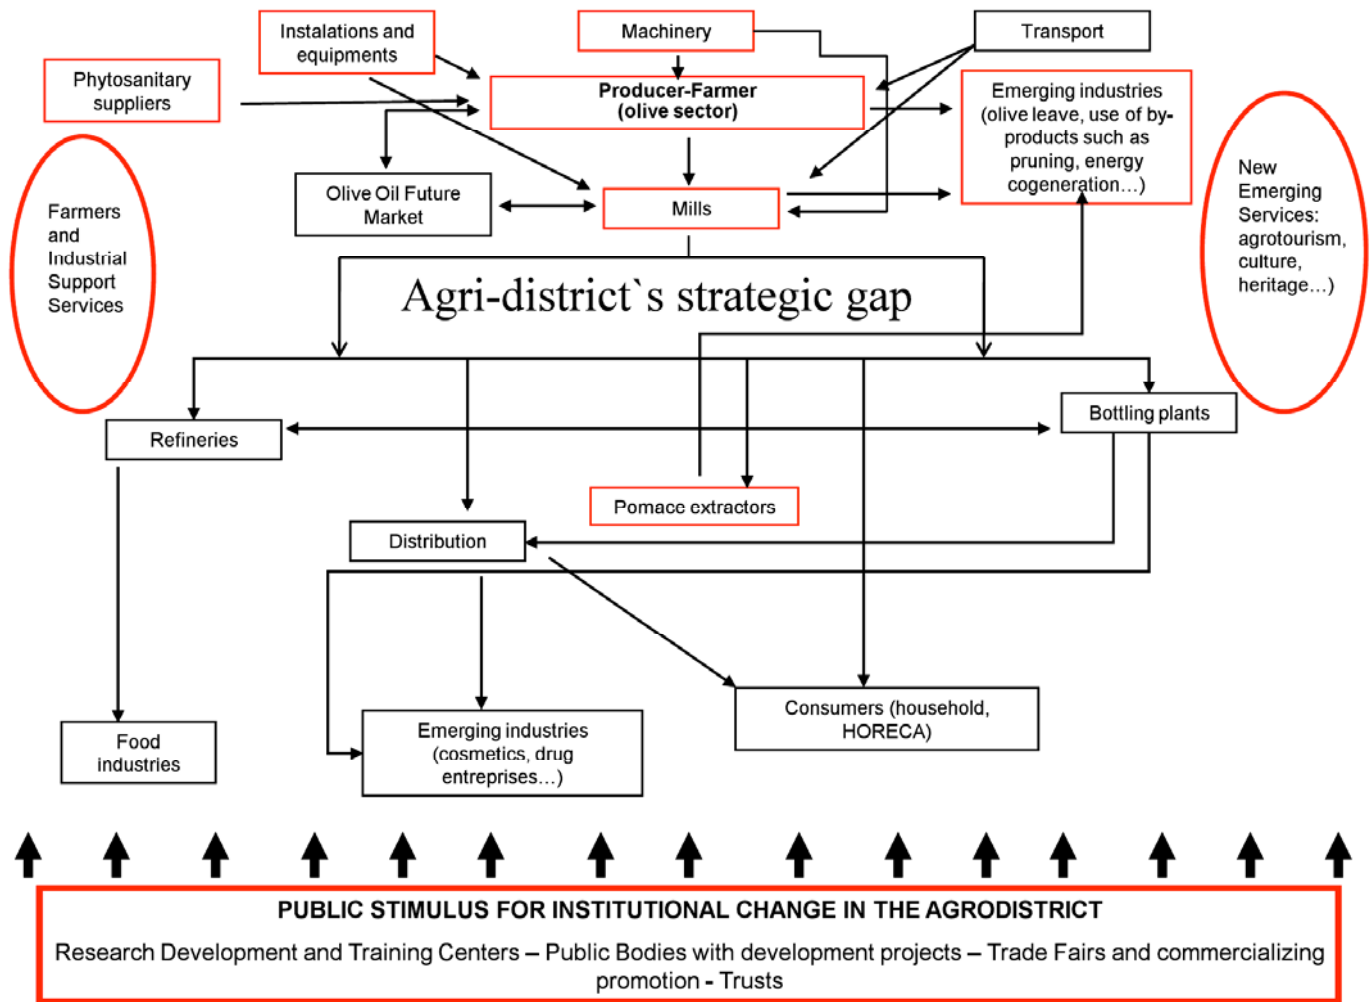 Instalations and
equipments
Machinery
Transport
Phytosanitary
suppliers
Producer-Farmer
(olive sector)
Emerging industries
(olive leave, use of by-
products such as
pruning, energy
cogeneration...)
Olive Oil Future
Market
Mills
Farmers
and
Industrial
Support
Services
New
Emerging
Services:
agrotourism,
culture,
heritage...)
Agri-district`s strategic gap
Refineries
Bottling plants
Pomace extractors
Distribution
Food
industries
Emerging industries
(cosmetics, drug
entreprises...)
Consumers (household,
HORECA)
PUBLIC STIMULUS FOR INSTITUTIONAL CHANGE IN THE AGRODISTRICT
Research Development and Training Centers – Public Bodies with development projects – Trade Fairs and commercializing
promotion - Trusts